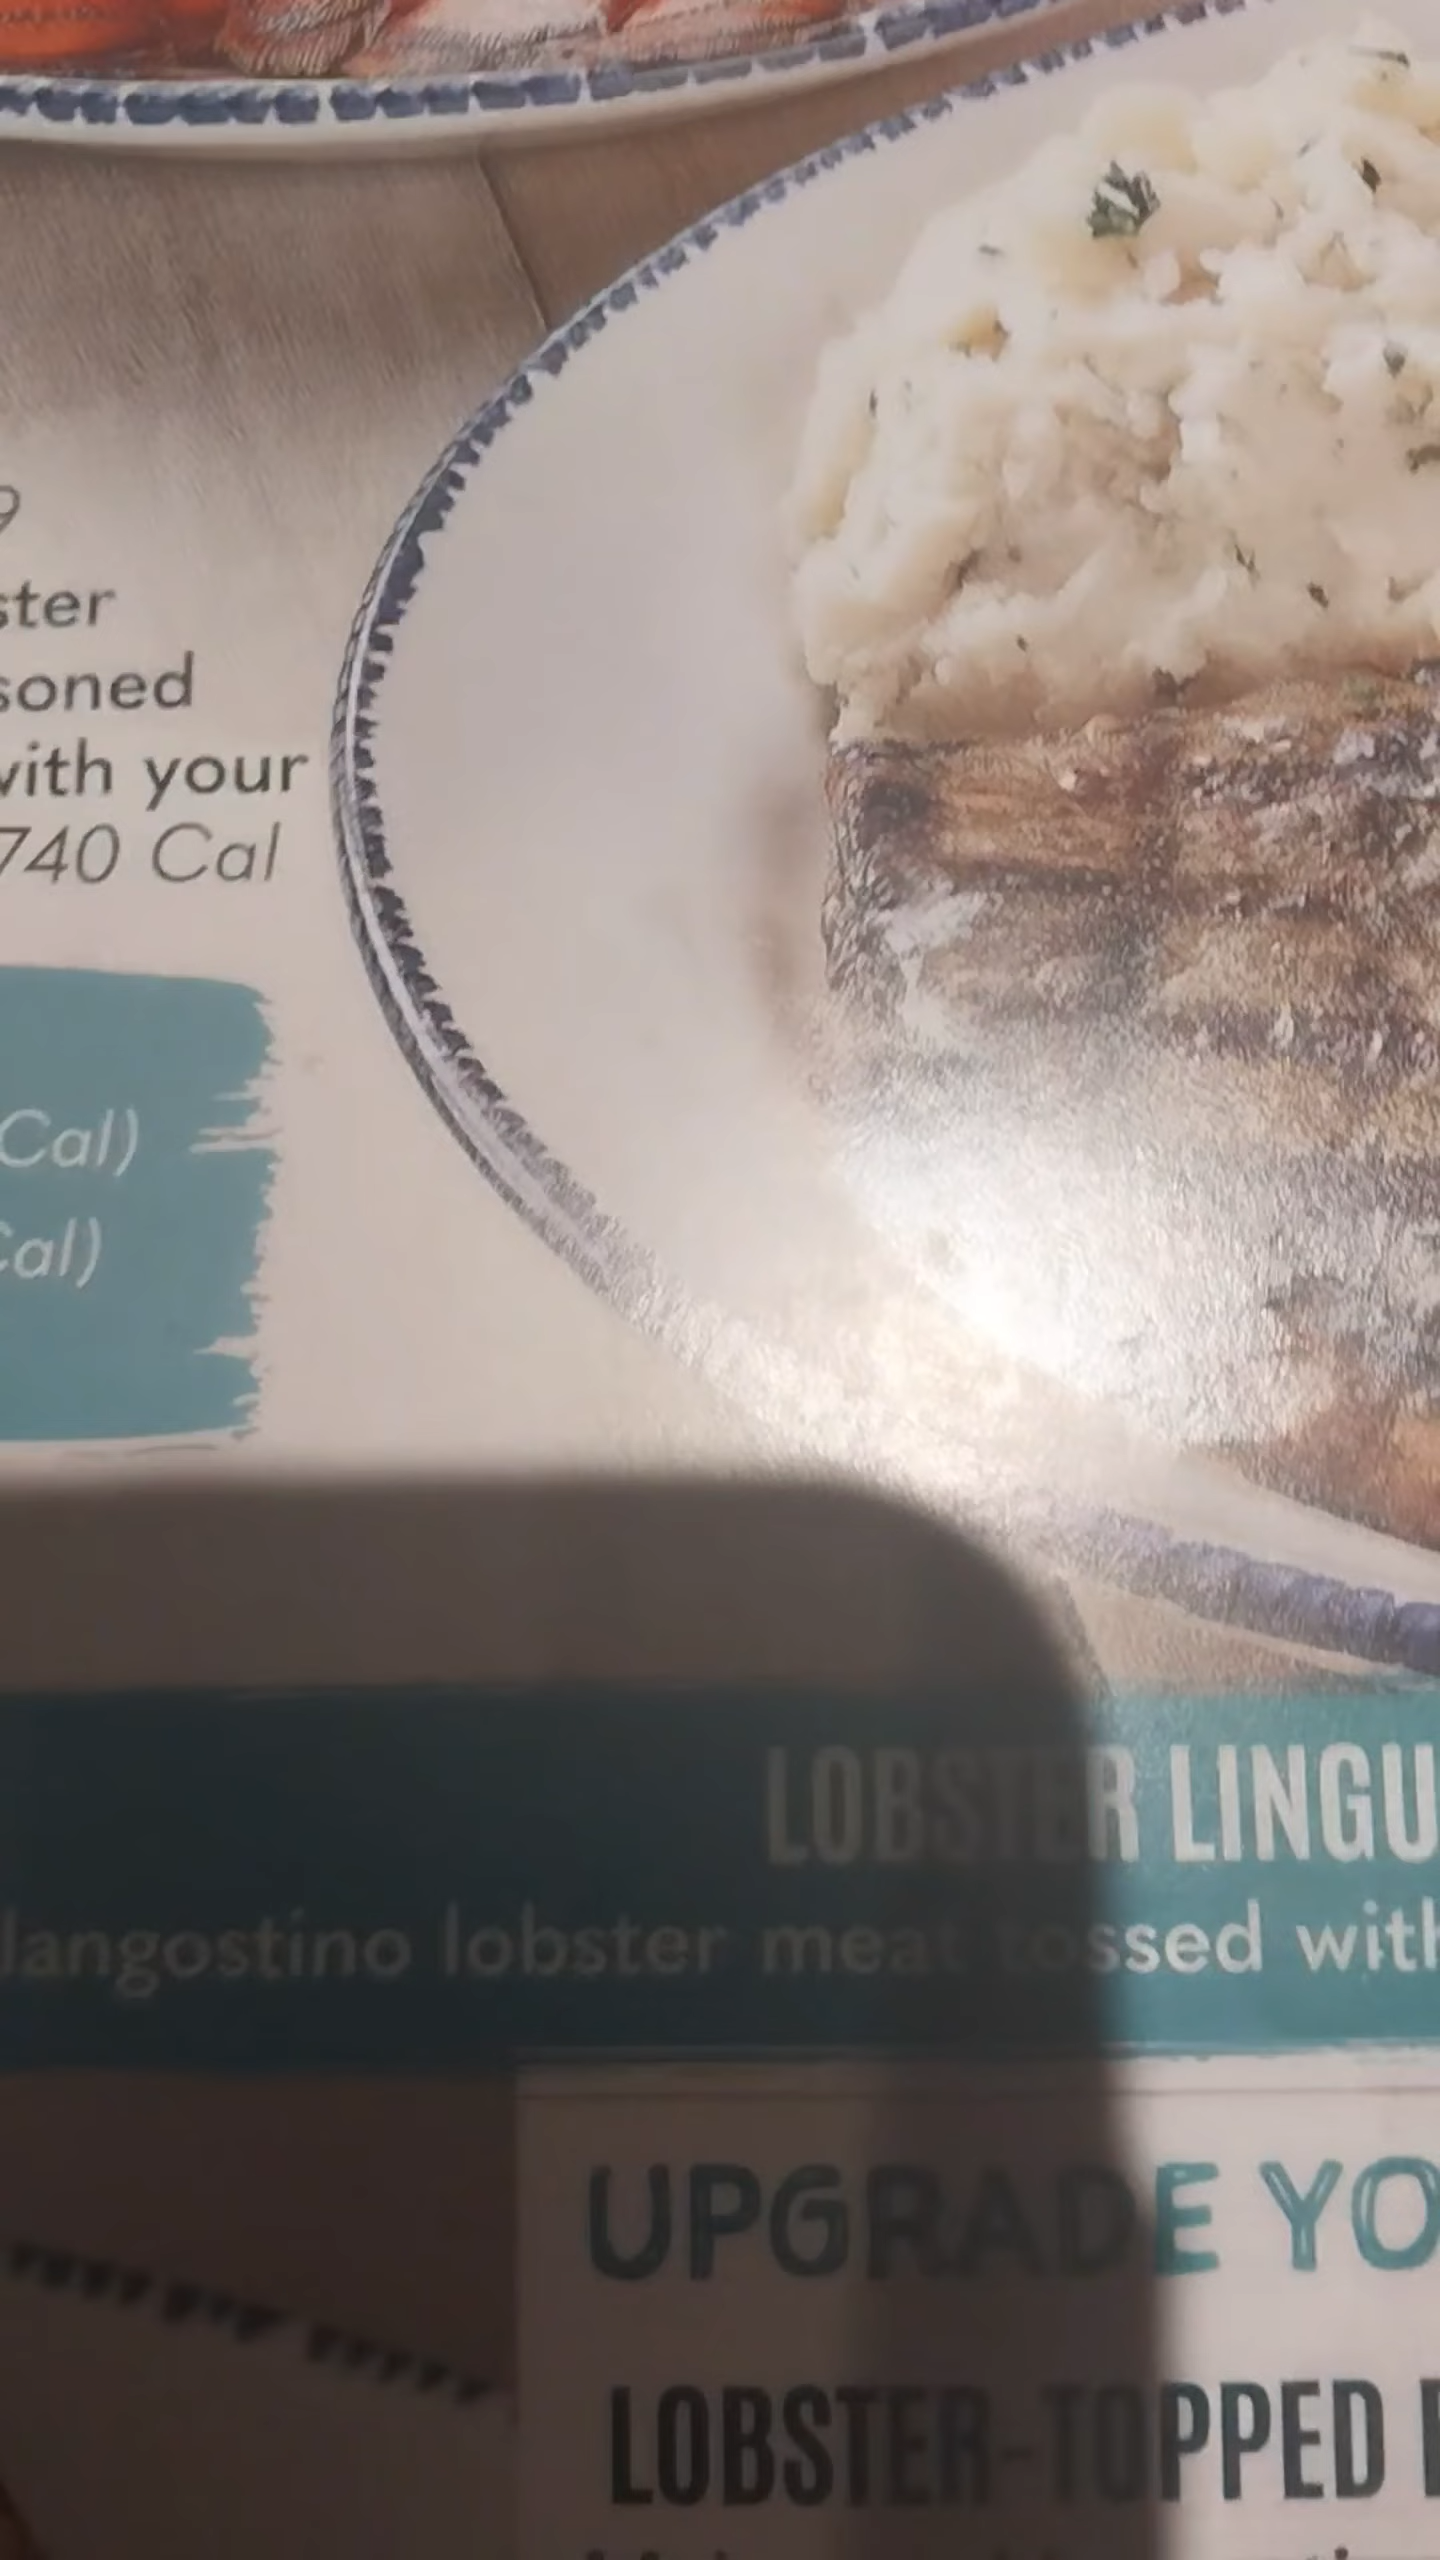 9
ster
soned
with your
740 Cal
Cal)
Cal)
LOBSTER LINGU
langostino lobster meat tossed with
UPGRADE YO
LOBSTER-TOPPED